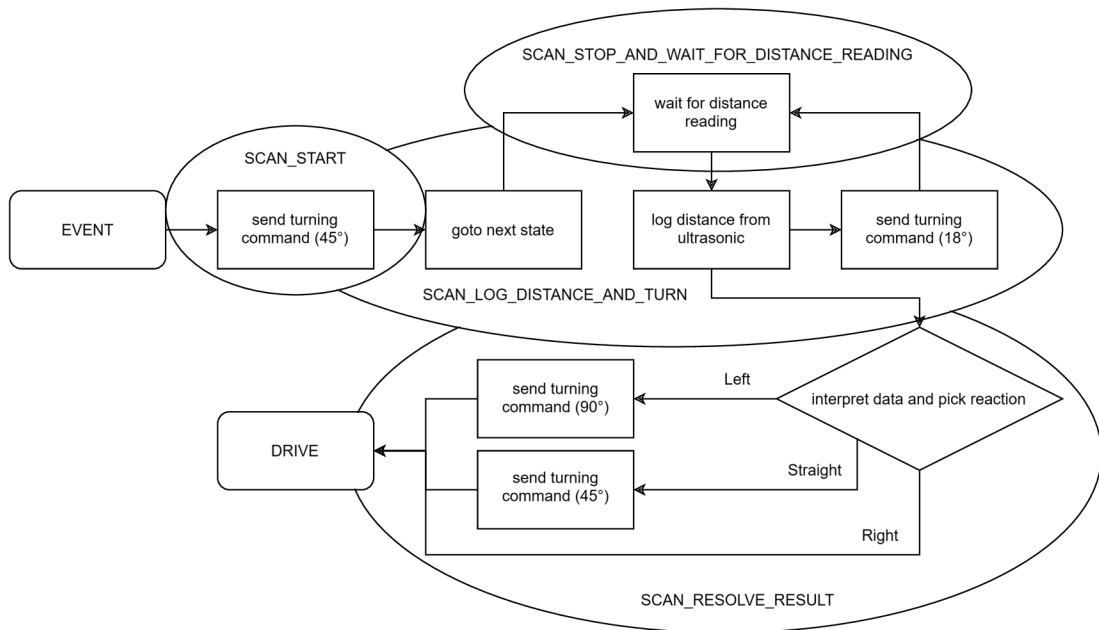 SCAN_STOP_AND_WAIT_FOR_DISTANCE_READING
wait for distance
reading
SCAN_START
EVENT
send turning
command (45°)
goto next state
log distance from
ultrasonic
send turning
command (18°)
SCAN_LOG_DISTANCE_AND_TURN
Left
send turning
command (90°)
interpret data and pick reaction
DRIVE
Straight
send turning
command (45°)
Right
SCAN_RESOLVE_RESULT